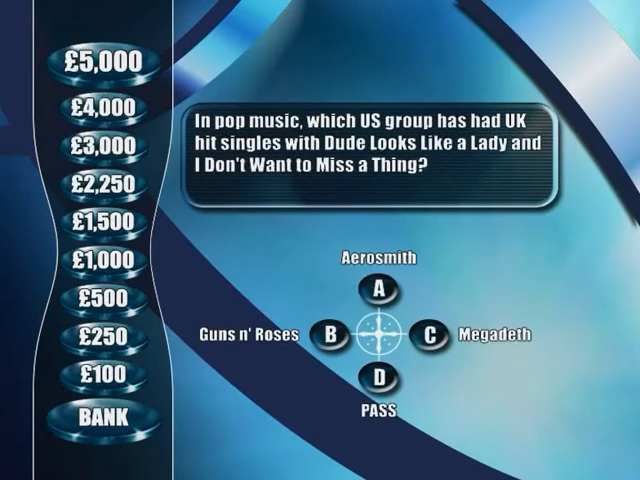 £5,000
£4,000
£3,000
£2,250
£1,500
£1,000
£500
£250
£100
BANK
In pop music, which US group has had UK
hit singles with Dude Looks Like a Lady and
I Don't Want to Miss a Thing?
Aerosmith
A
Guns n' Roses B
C Megadeth
D
PASS